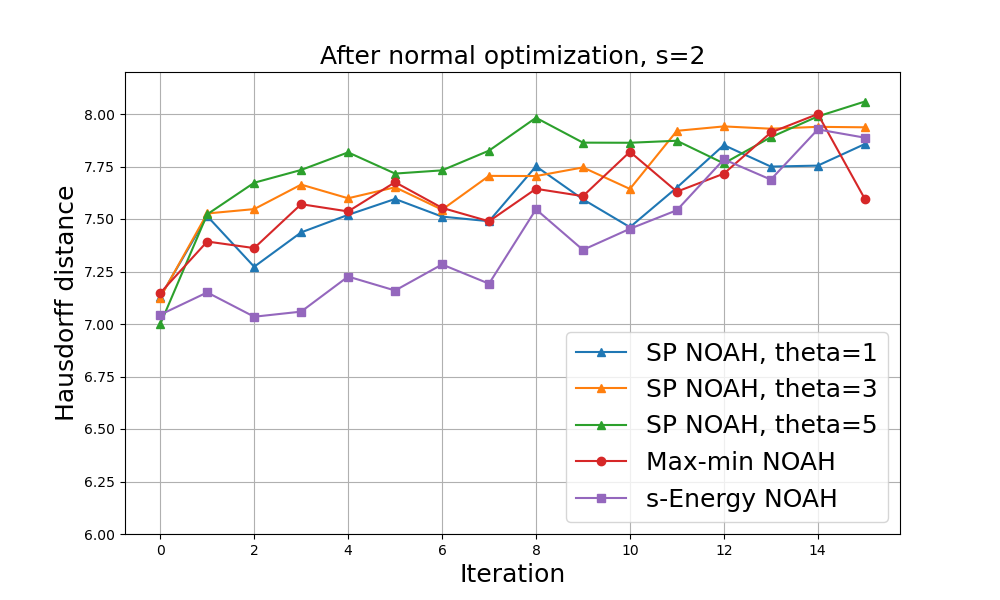 After normal optimization, s=2
Hausdorff distance
8.00
7.75
7.50
7.25
7.00
6.75
6.50
6.25
6.00
SP NOAH, theta=1
SP NOAH, theta=3
SP NOAH, theta=5
Max-min NOAH
s-Energy NOAH
0 2 4 6 8 10 12 14
Iteration